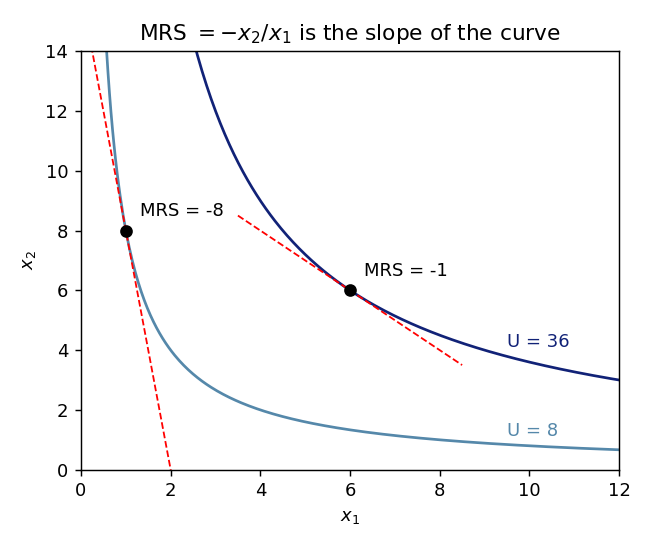 MRS = −x₂/x₁ is the slope of the curve
14
12
10
8
6
4
2
0
x₂
MRS = -8
MRS = -1
U = 36
U = 8
0 2 4 6 8 10 12
x₁